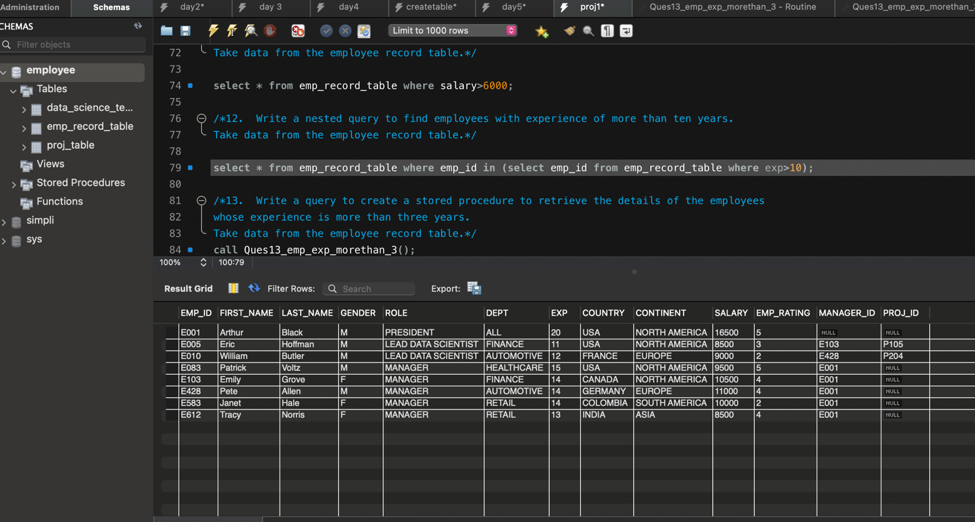 Administration Schemas day2* day 3 day4 createtable* day5* proj1* Ques13_emp_exp_morethan_3 - Routine Ques13_emp_exp_morethan_3
SCHEMAS
Filter objects
Limit to 1000 rows
employee
Tables
data_science_te...
emp_record_table
proj_table
Views
Stored Procedures
Functions
simpli
sys
72 Take data from the employee record table.*/
73
74 select * from emp_record_table where salary>6000;
75
76 /*12. Write a nested query to find employees with experience of more than ten years.
77 Take data from the employee record table.*/
78
79 select * from emp_record_table where emp_id in (select emp_id from emp_record_table where exp>10);
80
81 /*13. Write a query to create a stored procedure to retrieve the details of the employees
82 whose experience is more than three years.
83 Take data from the employee record table.*/
84 call Ques13_emp_exp_morethan_3();
100% 100:79
Result Grid Filter Rows: Search Export:
EMP_ID FIRST_NAME LAST_NAME GENDER ROLE DEPT EXP COUNTRY CONTINENT SALARY EMP_RATING MANAGER_ID PROJ_ID
E001 Arthur Black M PRESIDENT ALL 20 USA NORTH AMERICA 16500 5 NULL NULL
E005 Eric Hoffman M LEAD DATA SCIENTIST FINANCE 11 USA NORTH AMERICA 8500 3 E103 P105
E010 William Butler M LEAD DATA SCIENTIST AUTOMOTIVE 12 FRANCE EUROPE 9000 2 E428 P204
E083 Patrick Voltz M MANAGER HEALTHCARE 15 USA NORTH AMERICA 9500 5 E001 NULL
E103 Emily Grove F MANAGER FINANCE 14 CANADA NORTH AMERICA 10500 4 E001 NULL
E428 Pete Allen M MANAGER AUTOMOTIVE 14 GERMANY EUROPE 11000 4 E001 NULL
E583 Janet Hale F MANAGER RETAIL 14 COLOMBIA SOUTH AMERICA 10000 2 E001 NULL
E612 Tracy Norris F MANAGER RETAIL 13 INDIA ASIA 8500 4 E001 NULL